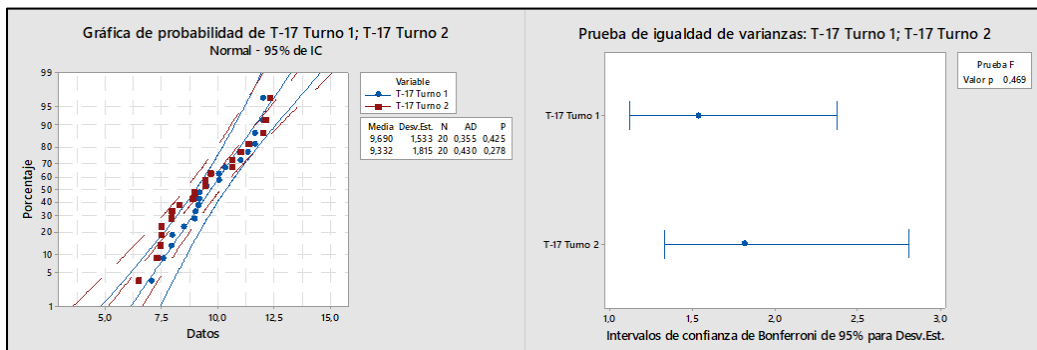 Gráfica de probabilidad de T-17 Turno 1; T-17 Turno 2
Normal - 95% de IC
Porcentaje
99
95
90
80
70
60
50
40
30
20
10
5
1
5,0 7,5 10,0 12,5 15,0
Datos
Variable
T-17 Turno 1
T-17 Turno 2
Media Desv.Est. N AD P
9,690 1,533 20 0,355 0,425
9,332 1,815 20 0,430 0,278
Prueba de igualdad de varianzas: T-17 Turno 1; T-17 Turno 2
Prueba F
Valor p 0,469
T-17 Turno 1
T-17 Turno 2
1,0 1,5 2,0 2,5 3,0
Intervalos de confianza de Bonferroni de 95% para Desv.Est.